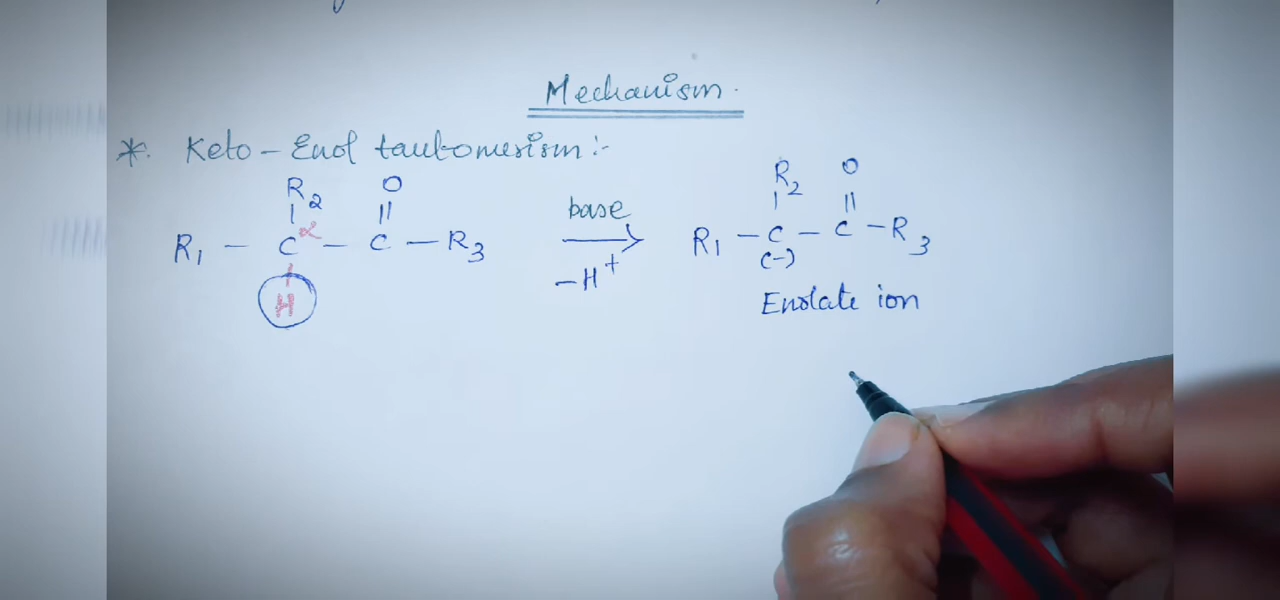 Mechanism.
* Keto - Enol tautomerism :-
R2 O
R1 - C α - C - R3
H
base
-H+
R2 O
R1 - C - C - R3
(-)
Enolate ion